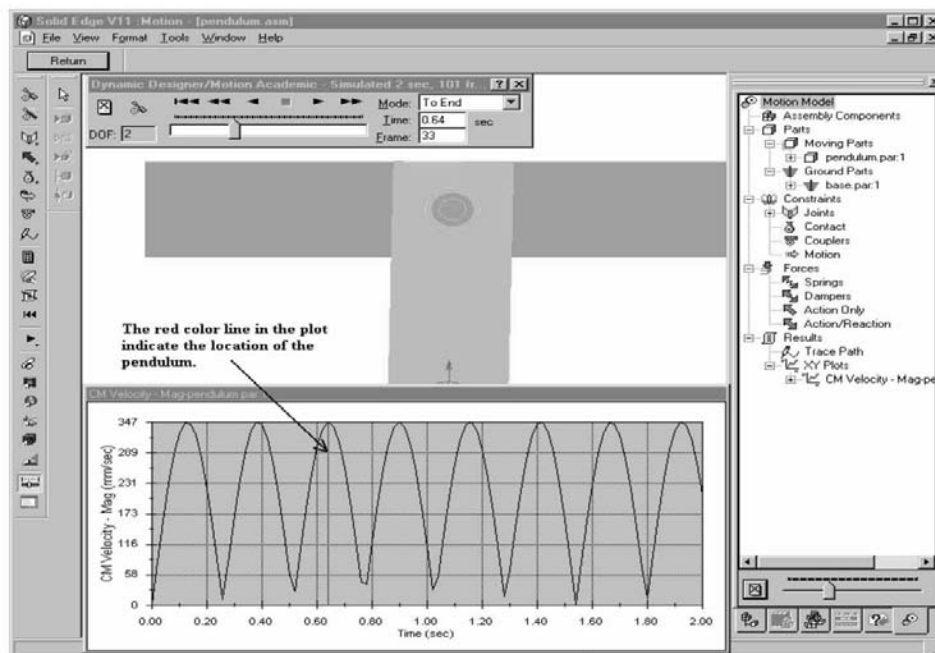 Solid Edge V11 :Motion - [pendulum.asm]
File View Format Tools Window Help
Return
Dynamic Designer/Motion Academic - Simulated 2 sec, 101 fr...
Mode: To End
Time: 0.64 sec
DOF: 2
Frame: 33
Motion Model
Assembly Components
Parts
Moving Parts
pendulum.par:1
Ground Parts
base.par:1
Constraints
Joints
Contact
Couplers
Motion
Forces
Springs
Dampers
Action Only
Action/Reaction
Results
Trace Path
XY Plots
CM Velocity - Mag-pe
The red color line in the plot
indicate the location of the
pendulum.
CM Velocity - Mag-pendulum.par
CM Velocity - Mag (mm/sec)
347
289
231
173
116
58
0
0.00 0.20 0.40 0.60 0.80 1.00 1.20 1.40 1.60 1.80 2.00
Time (sec)